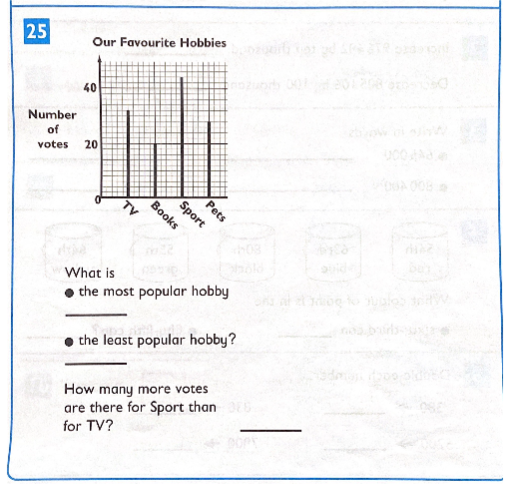 25
Our Favourite Hobbies
40
Number
of
votes
20
0
TV
Books
Sport
Pets
What is
● the most popular hobby
● the least popular hobby?
How many more votes
are there for Sport than
for TV?